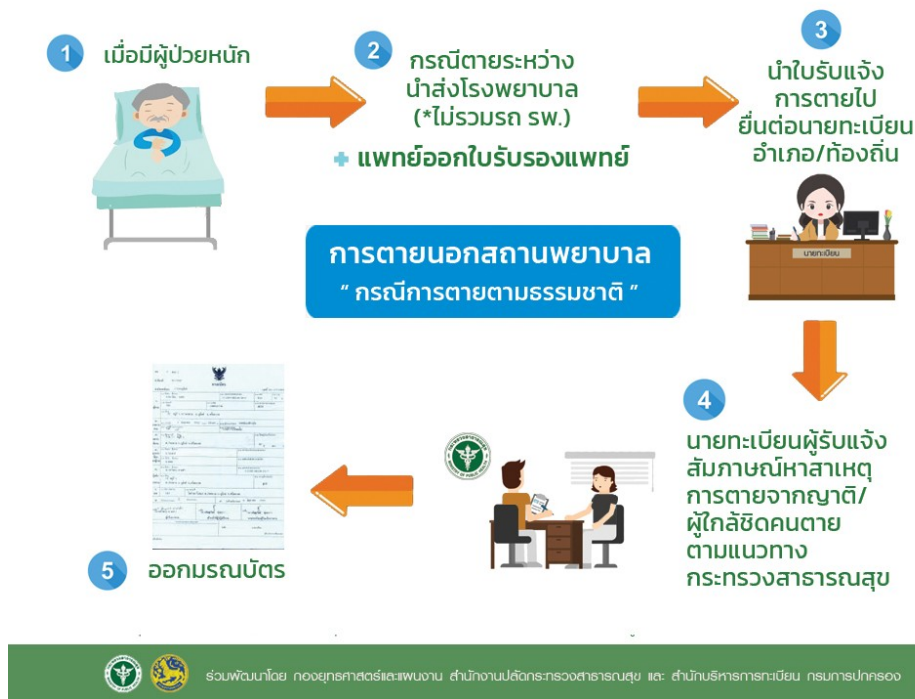 1
เมื่อมีผู้ป่วยหนัก
2
กรณีตายระหว่าง
นำส่งโรงพยาบาล
(*ไม่รวมรถ รพ.)
+ แพทย์ออกใบรับรองแพทย์
3
นำใบรับแจ้ง
การตายไป
ยื่นต่อนายทะเบียน
อำเภอ/ท้องถิ่น
นายทะเบียน
การตายนอกสถานพยาบาล
“ กรณีการตายตามธรรมชาติ ”
4
นายทะเบียนผู้รับแจ้ง
สัมภาษณ์หาสาเหตุ
การตายจากญาติ/
ผู้ใกล้ชิดคนตาย
ตามแนวทาง
กระทรวงสาธารณสุข
5
ออกมรณบัตร
ร่วมพัฒนาโดย กองยุทธศาสตร์และแผนงาน สำนักงานปลัดกระทรวงสาธารณสุข และ สำนักบริหารการทะเบียน กรมการปกครอง